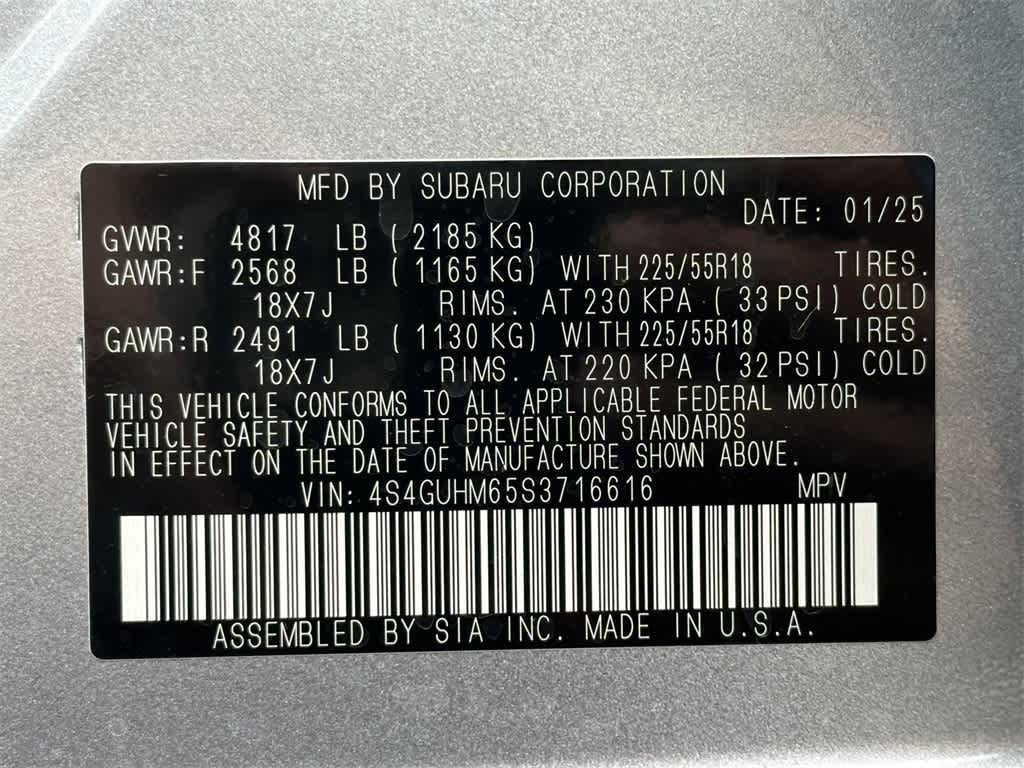 MFD BY SUBARU CORPORATION
DATE: 01/25
GVWR: 4817 LB ( 2185 KG)
GAWR:F 2568 LB ( 1165 KG) WITH 225/55R18 TIRES.
18X7J RIMS. AT 230 KPA ( 33 PSI) COLD
GAWR:R 2491 LB ( 1130 KG) WITH 225/55R18 TIRES.
18X7J RIMS. AT 220 KPA ( 32 PSI) COLD
THIS VEHICLE CONFORMS TO ALL APPLICABLE FEDERAL MOTOR
VEHICLE SAFETY AND THEFT PREVENTION STANDARDS
IN EFFECT ON THE DATE OF MANUFACTURE SHOWN ABOVE.
VIN: 4S4GUHM65S3716616 MPV
ASSEMBLED BY SIA INC. MADE IN U.S.A.